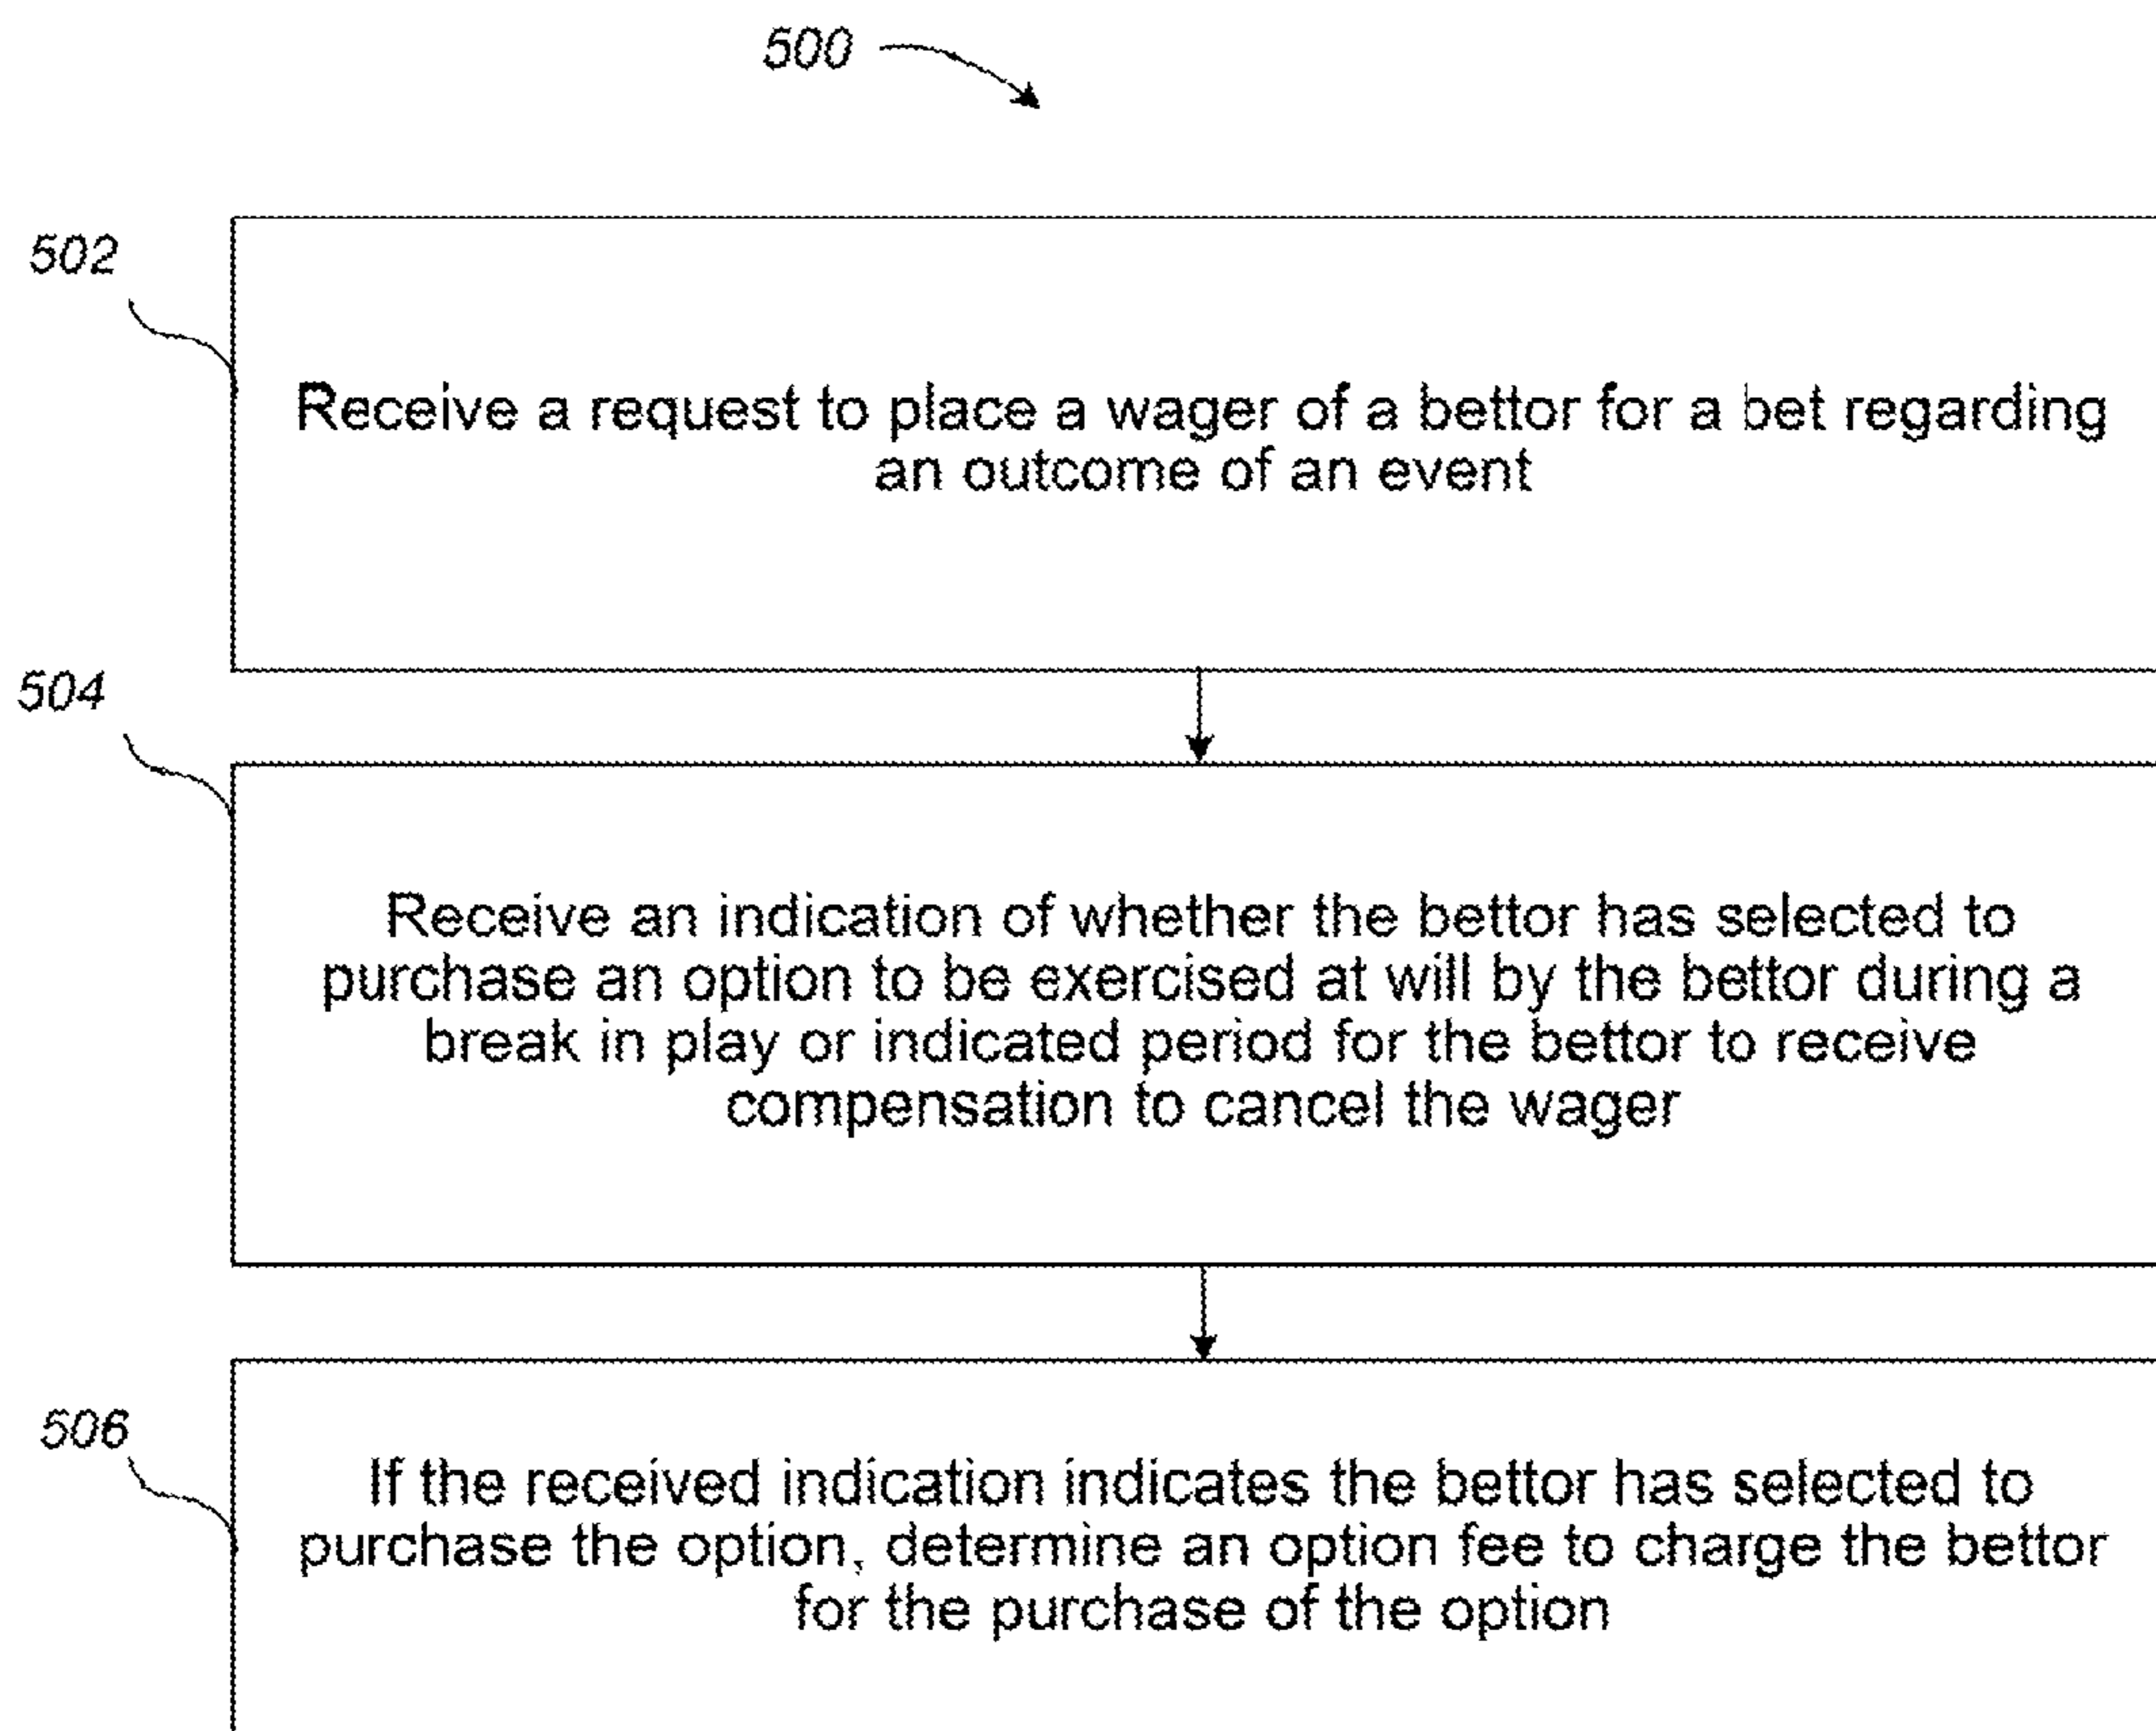 500
502
Receive a request to place a wager of a bettor for a bet regarding
an outcome of an event
504
Receive an indication of whether the bettor has selected to
purchase an option to be exercised at will by the bettor during a
break in play or indicated period for the bettor to receive
compensation to cancel the wager
506
If the received indication indicates the bettor has selected to
purchase the option, determine an option fee to charge the bettor
for the purchase of the option